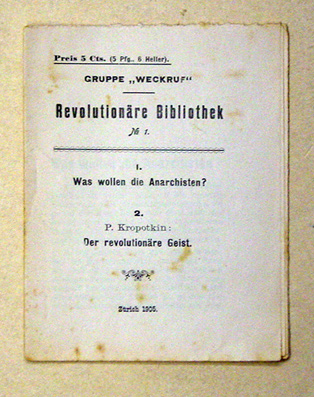 Preis 5 Cts. (5 Pfg., 6 Heller).
GRUPPE „WECKRUF“
Revolutionäre Bibliothek
№ 1.
1.
Was wollen die Anarchisten?
2.
P. Kropotkin:
Der revolutionäre Geist.
Zürich 1905.